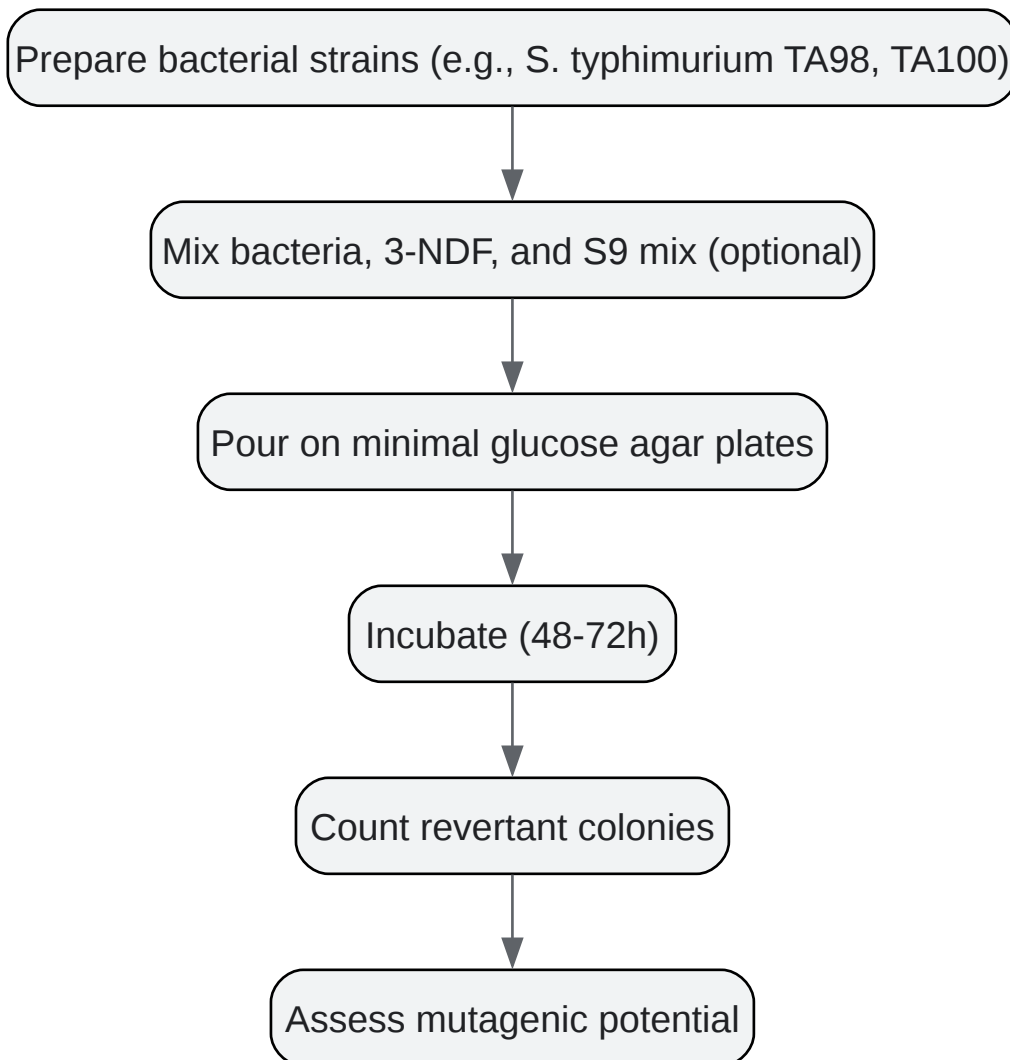 Prepare bacterial strains (e.g., S. typhimurium TA98, TA100)
Mix bacteria, 3-NDF, and S9 mix (optional)
Pour on minimal glucose agar plates
Incubate (48-72h)
Count revertant colonies
Assess mutagenic potential